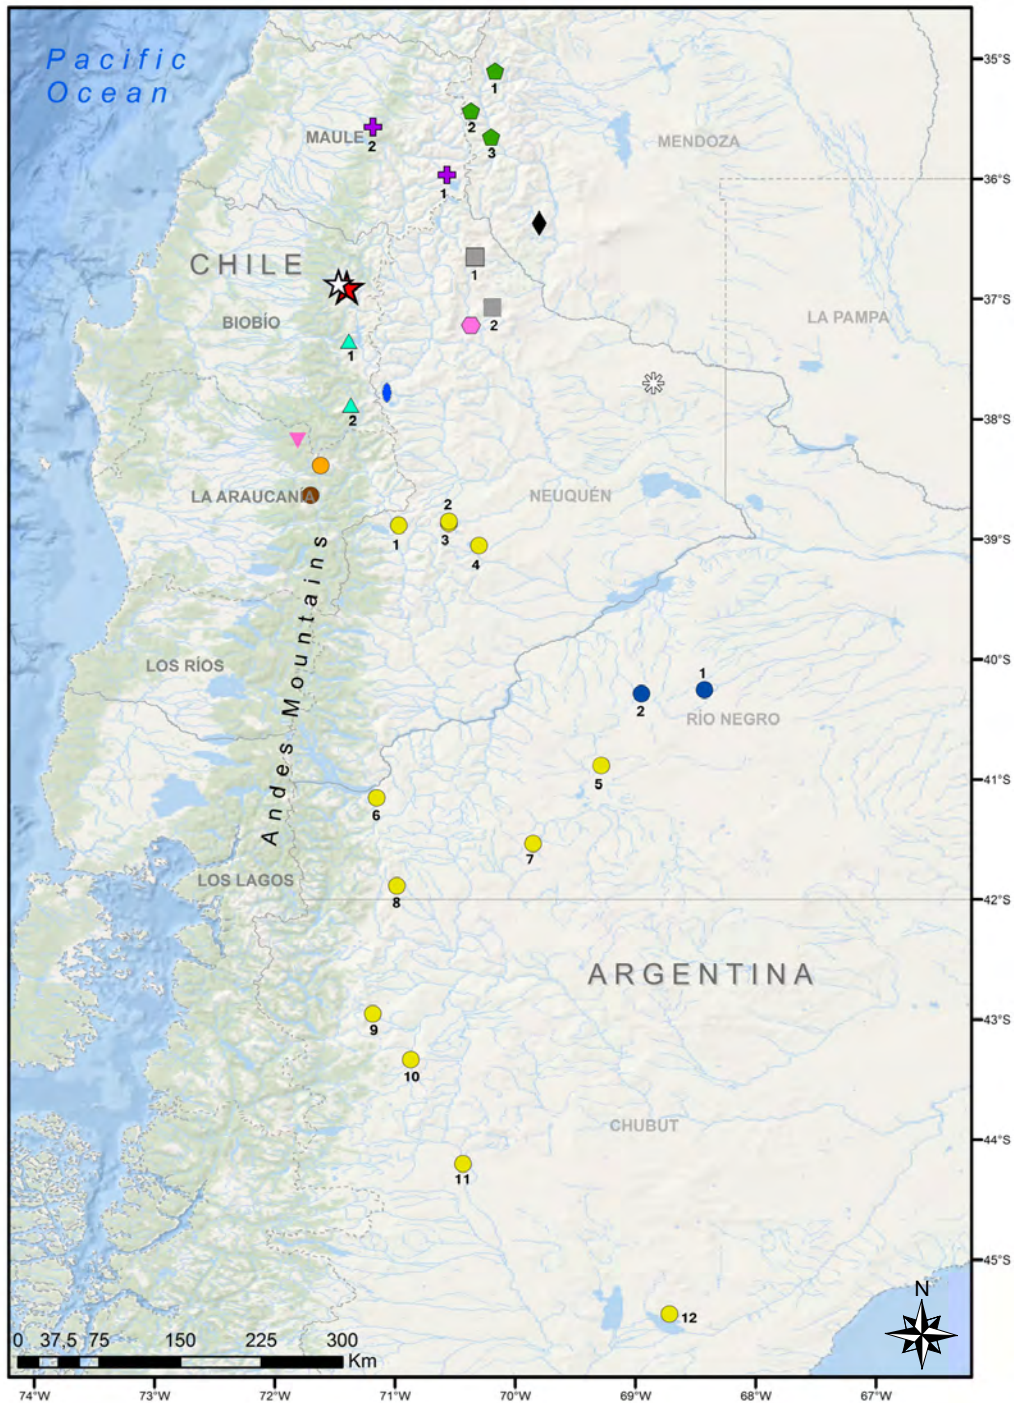 Pacific
Ocean
35°S
1
2
MAULE
2
3
MENDOZA
36°S
1
CHILE
1
37°S
BIOBÍO
2
LA PAMPA
1
38°S
2
LA ARAUCANÍA
NEUQUÉN
2
1
3
39°S
4
Andes Mountains
LOS RÍOS
40°S
1
2
RÍO NEGRO
5
41°S
6
7
LOS LAGOS
8
42°S
ARGENTINA
9
43°S
10
CHUBUT
44°S
11
45°S
N
12
0 37,5 75 150 225 300
Km
74°W 73°W 72°W 71°W 70°W 69°W 68°W 67°W